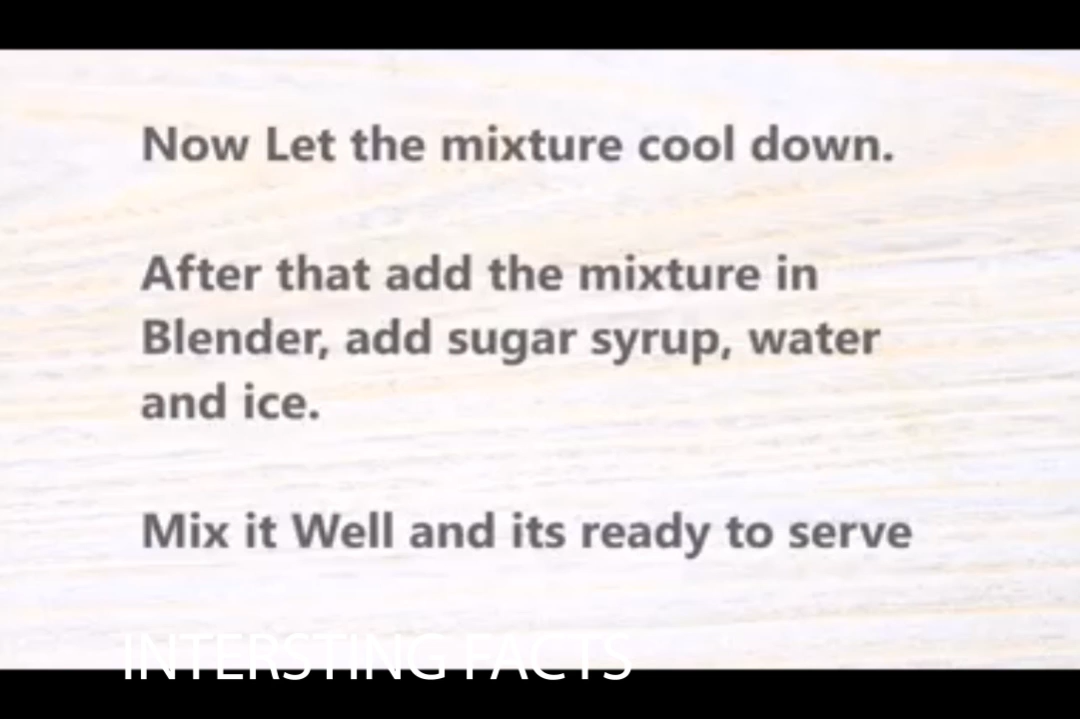 Now Let the mixture cool down.
After that add the mixture in
Blender, add sugar syrup, water
and ice.
Mix it Well and its ready to serve
INTERSTING FACTS